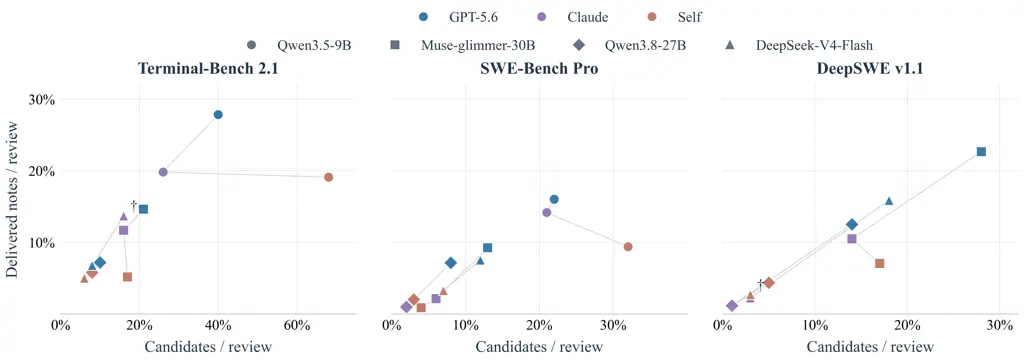 GPT-5.6 Claude Self
Qwen3.5-9B Muse-glimmer-30B Qwen3.8-27B DeepSeek-V4-Flash
Terminal-Bench 2.1 SWE-Bench Pro DeepSWE v1.1
Delivered notes / review
30%
20%
10%
†
†
0% 20% 40% 60%
0% 10% 20% 30%
0% 10% 20% 30%
Candidates / review Candidates / review Candidates / review